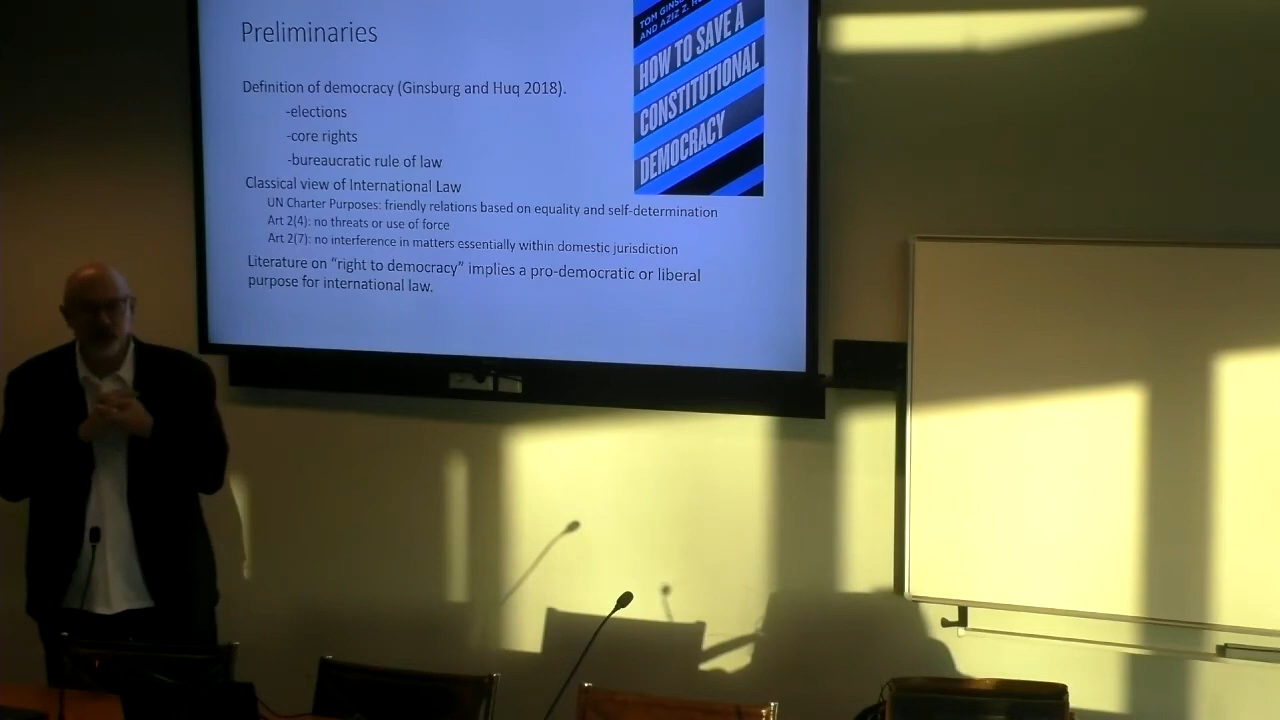 Preliminaries
Definition of democracy (Ginsburg and Huq 2018).
-elections
-core rights
-bureaucratic rule of law
Classical view of International Law
UN Charter Purposes: friendly relations based on equality and self-determination
Art 2(4): no threats or use of force
Art 2(7): no interference in matters essentially within domestic jurisdiction
Literature on "right to democracy" implies a pro-democratic or liberal
purpose for international law.
TOM
AND AZIZ Z.
HOW TO SAVE A
CONSTITUTIONAL
DEMOCRACY